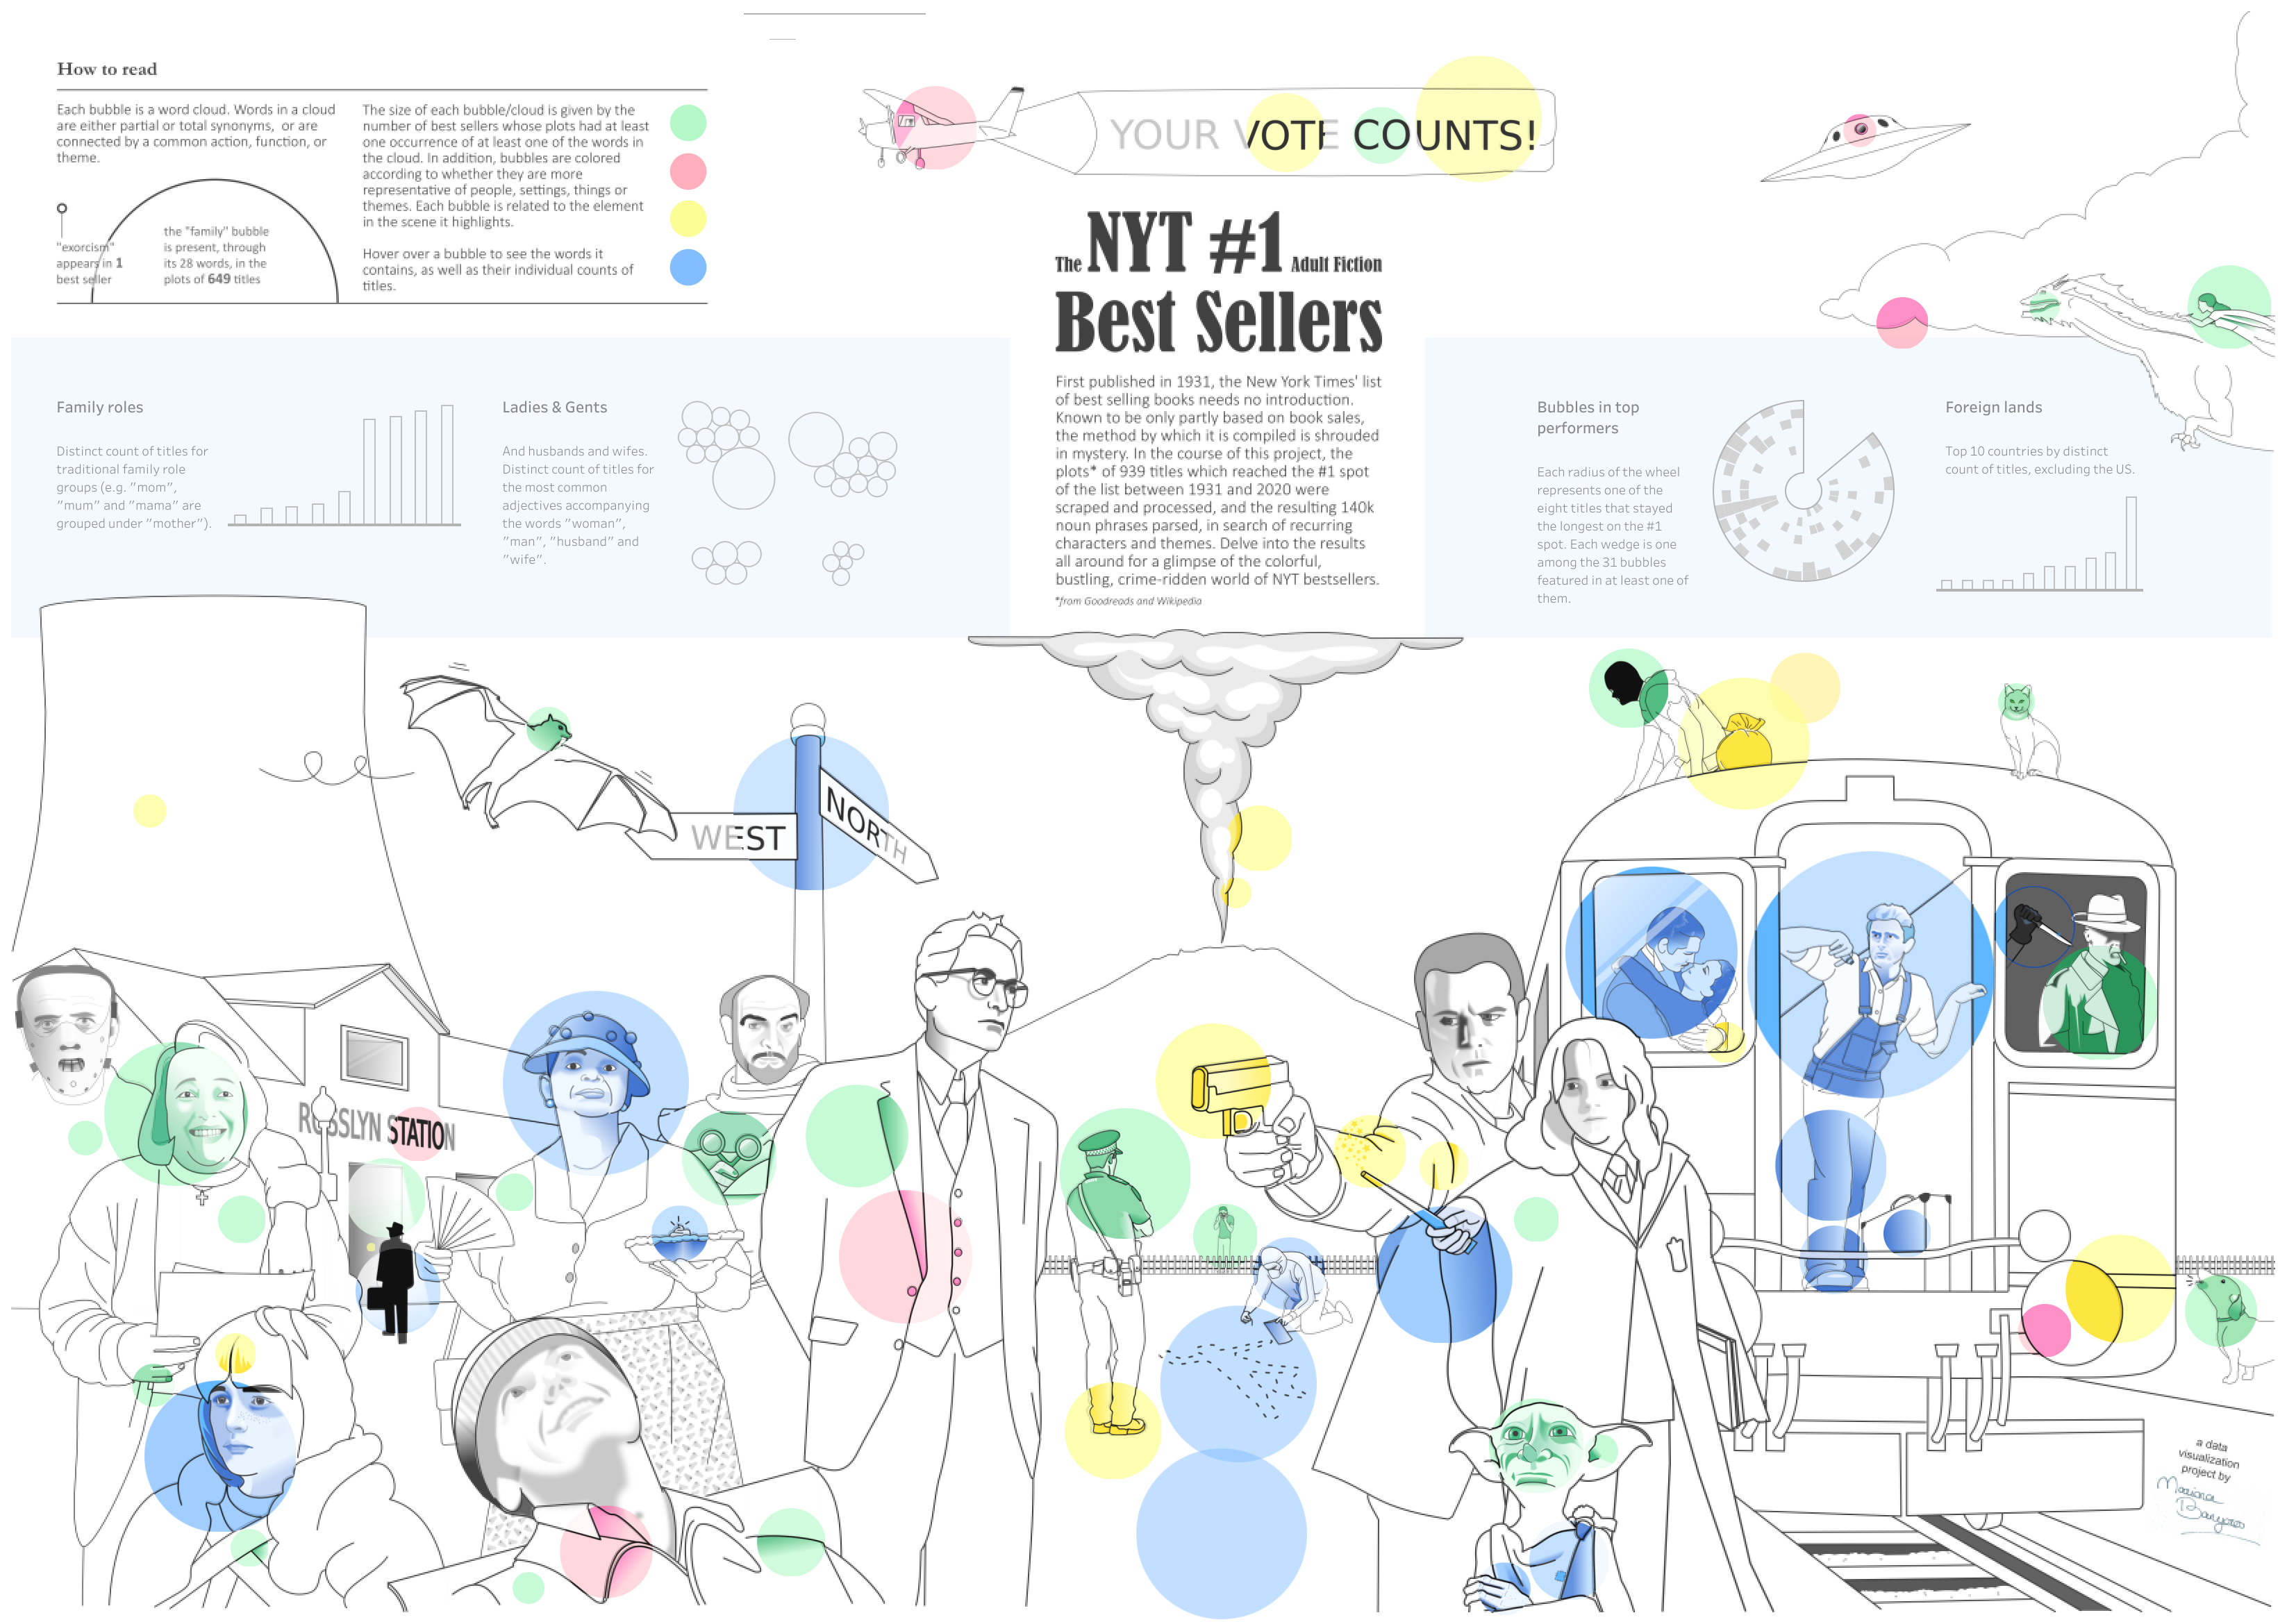 How to read
Each bubble is a word cloud. Words in a cloud
are either partial or total synonyms, or are
connected by a common action, function, or
theme.
"exorcism"
appears in 1
best seller
the "family" bubble
is present, through
its 28 words, in the
plots of 649 titles
The size of each bubble/cloud is given by the
number of best sellers whose plots had at least
one occurrence of at least one of the words in
the cloud. In addition, bubbles are colored
according to whether they are more
representative of people, settings, things or
themes. Each bubble is related to the element
in the scene it highlights.
Hover over a bubble to see the words it
contains, as well as their individual counts of
titles.
YOUR VOTE COUNTS!
The NYT #1 Adult Fiction
Best Sellers
First published in 1931, the New York Times' list
of best selling books needs no introduction.
Known to be only partly based on book sales,
the method by which it is compiled is shrouded
in mystery. In the course of this project, the
plots* of 939 titles which reached the #1 spot
of the list between 1931 and 2020 were
scraped and processed, and the resulting 140k
noun phrases parsed, in search of recurring
characters and themes. Delve into the results
all around for a glimpse of the colorful,
bustling, crime-ridden world of NYT bestsellers.
*from Goodreads and Wikipedia
Family roles
Distinct count of titles for
traditional family role
groups (e.g. "mom",
"mum" and "mama" are
grouped under "mother").
Ladies & Gents
And husbands and wifes.
Distinct count of titles for
the most common
adjectives accompanying
the words "woman",
"man", "husband" and
"wife".
Bubbles in top
performers
Each radius of the wheel
represents one of the
eight titles that stayed
the longest on the #1
spot. Each wedge is one
among the 31 bubbles
featured in at least one of
them.
Foreign lands
Top 10 countries by distinct
count of titles, excluding the US.
WEST
NORTH
ROSSLYN STATION
a data
visualization
project by